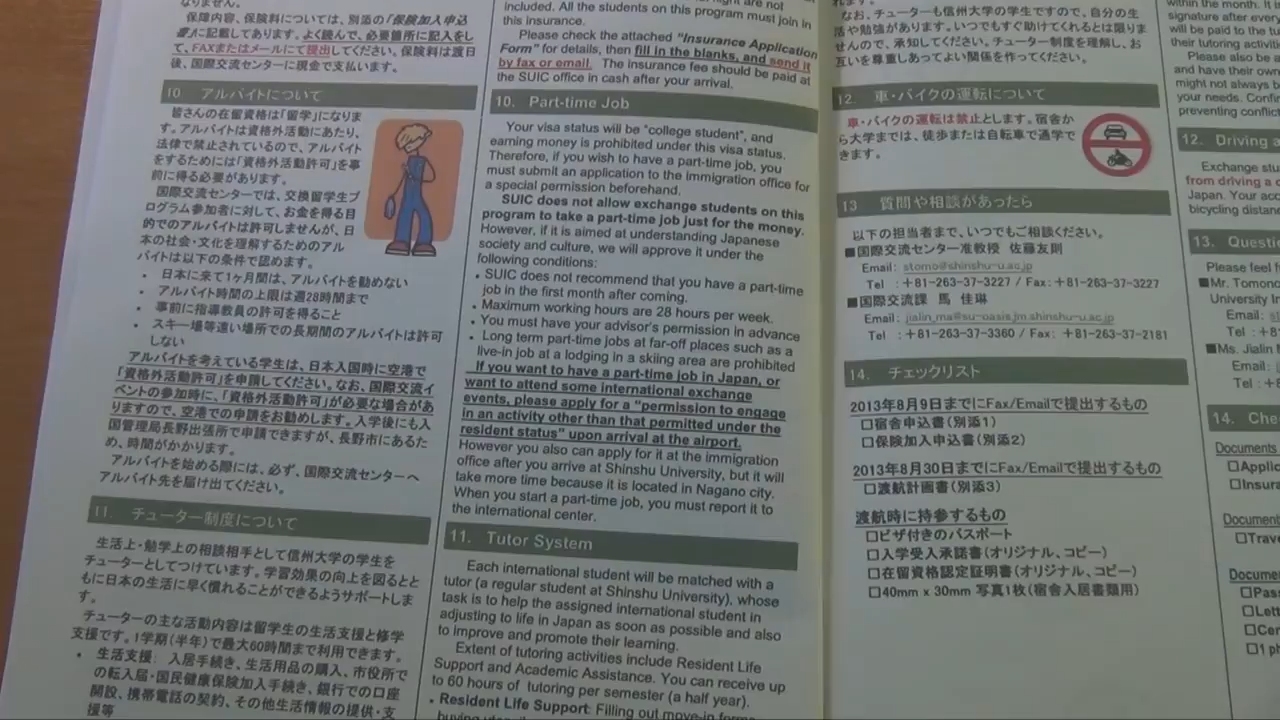 なりません。
保障内容、保険料については、別添の「保険加入申込
書」に記載してあります。よく読んで、必要箇所に記入をし
て、FAXまたはメールにて提出してください。保険料は渡日
後、国際交流センターに現金で支払います。
10 アルバイトについて
皆さんの在留資格は「留学」になりま
す。アルバイトは資格外活動にあたり、
法律で禁止されているので、アルバイト
をするためには「資格外活動許可」を事
前に得る必要があります。
国際交流センターでは、交換留学生プ
ログラム参加者に対して、お金を得る目
的でのアルバイトは許可しませんが、日
本の社会・文化を理解するためのアル
バイトは以下の条件で認めます。
・ 日本に来て1ヶ月間は、アルバイトを勧めない
・ アルバイト時間の上限は週28時間まで
・ 事前に指導教員の許可を得ること
・ スキー場等遠い場所での長期間のアルバイトは許可
しない
アルバイトを考えている学生は、日本入国時に空港で
「資格外活動許可」を申請してください。なお、国際交流イ
ベントの参加時に、「資格外活動許可」が必要な場合があ
りますので、空港での申請をお勧めします。入学後にも入
国管理局長野出張所で申請できますが、長野市にあるた
め、時間がかかります。
アルバイトを始める際には、必ず、国際交流センターへ
アルバイト先を届け出てください。
11. チューター制度について
生活上・勉学上の相談相手として信州大学の学生を
チューターとしてつけています。学習効果の向上を図るとと
もに日本の生活に早く慣れることができるようサポートしま
す。
チューターの主な活動内容は留学生の生活支援と修学
支援です。1学期(半年)で最大60時間まで利用できます。
・ 生活支援: 入居手続き、生活用品の購入、市役所で
の転入届・国民健康保険加入手続き、銀行での口座
開設、携帯電話の契約、その他生活情報の提供・支
援等
included. All the students on this program must join in
this insurance.
Please check the attached "Insurance Application
Form" for details, then fill in the blanks, and send it
by fax or email. The insurance fee should be paid at
the SUIC office in cash after your arrival.
10. Part-time Job
Your visa status will be "college student", and
earning money is prohibited under this visa status.
Therefore, if you wish to have a part-time job, you
must submit an application to the immigration office for
a special permission beforehand.
SUIC does not allow exchange students on this
program to take a part-time job just for the money.
However, if it is aimed at understanding Japanese
society and culture, we will approve it under the
following conditions:
• SUIC does not recommend that you have a part-time
job in the first month after coming.
• Maximum working hours are 28 hours per week.
• You must have your advisor's permission in advance
• Long term part-time jobs at far-off places such as a
live-in job at a lodging in a skiing area are prohibited
If you want to have a part-time job in Japan, or
want to attend some international exchange
events, please apply for a "permission to engage
in an activity other than that permitted under the
resident status" upon arrival at the airport.
However you also can apply for it at the immigration
office after you arrive at Shinshu University, but it will
take more time because it is located in Nagano city.
When you start a part-time job, you must report it to
the international center.
11. Tutor System
Each international student will be matched with a
tutor (a regular student at Shinshu University), whose
task is to help the assigned international student in
adjusting to life in Japan as soon as possible and also
to improve and promote their learning.
Extent of tutoring activities include Resident Life
Support and Academic Assistance. You can receive up
to 60 hours of tutoring per semester (a half year).
• Resident Life Support: Filling out move-in forms
なお、チューターも信州大学の学生ですので、自分の生
活や勉強があります。いつでもすぐ助けてくれるとは限りま
せんので、承知してください。チューター制度を理解し、お
互いを尊重しあってよい関係を作ってください。
12. 車・バイクの運転について
車・バイクの運転は禁止とします。宿舎か
ら大学までは、徒歩または自転車で通学で
きます。
13 質問や相談があったら
以下の担当者まで、いつでもご相談ください。
■国際交流センター准教授 佐藤友則
Email: stomo@shinshu-u.ac.jp
Tel :+81-263-37-3227 / Fax:+81-263-37-3227
■国際交流課 馬 佳琳
Email: jialin_ma@su-oasis.jm.shinshu-u.ac.jp
Tel :+81-263-37-3360 / Fax: +81-263-37-2181
14. チェックリスト
2013年8月9日までにFax/Emailで提出するもの
□宿舎申込書(別添1)
□保険加入申込書(別添2)
2013年8月30日までにFax/Emailで提出するもの
□渡航計画書(別添3)
渡航時に持参するもの
□ビザ付きのパスポート
□入学受入承諾書(オリジナル、コピー)
□在留資格認定証明書(オリジナル、コピー)
□40mm x 30mm 写真1枚(宿舎入居書類用)
within the month. It
signature after even
will be paid to the tu
their tutoring activiti
Please also be a
and have their own
might not always b
your needs. Confir
preventing conflict
12. Driving a
Exchange stu
from driving a c
Japan. Your acc
bicycling distanc
13. Questi
Please feel f
■Mr. Tomono
University In
Email: s
Tel :+
■Ms. Jialin M
Email:
Tel :+
14. Che
Documents
□Applic
□Insura
Document
□Trave
Documen
□Pass
□Lett
□Cer
□1 ph